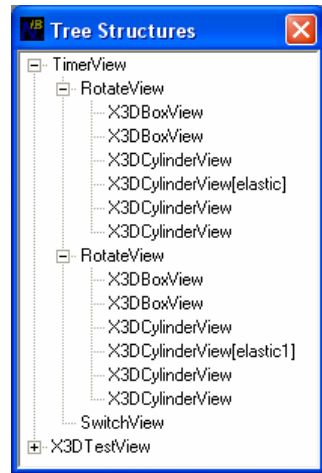 Tree Structures
TimerView
RotateView
X3DBoxView
X3DBoxView
X3DCylinderView
X3DCylinderView[elastic]
X3DCylinderView
X3DCylinderView
RotateView
X3DBoxView
X3DBoxView
X3DCylinderView
X3DCylinderView[elastic1]
X3DCylinderView
X3DCylinderView
SwitchView
X3DTestView